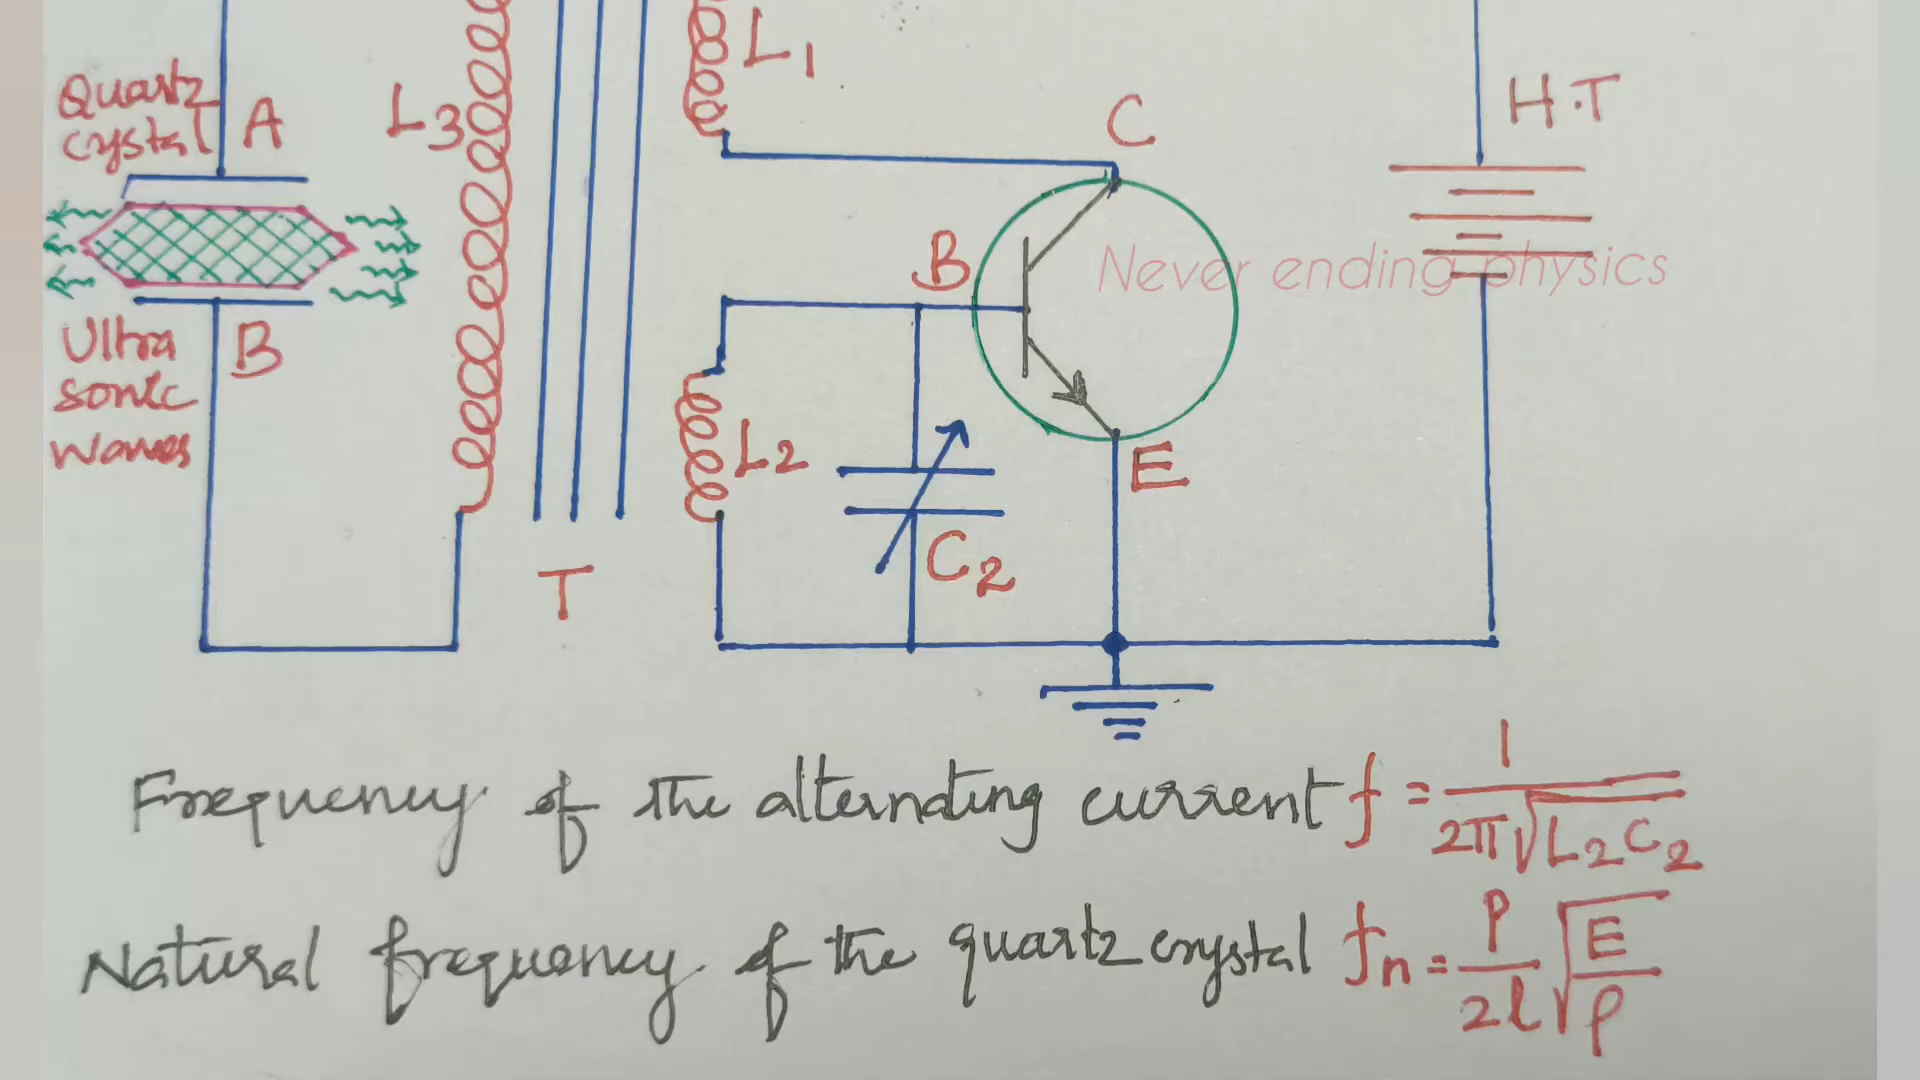 L1
H.T
C
Quartz
crystal
A
L3
B
Never ending physics
Ultra
sonic
waves
B
L2
E
C2
T
Frequency of the alternating current f = 1/2π√L2C2
Natural frequency of the quartz crystal fn = P/2l √E/ρ